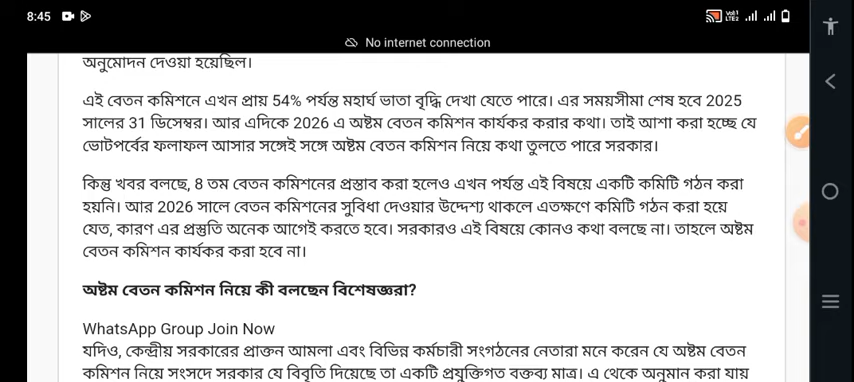 8:45
Vo1
LTE2
No internet connection
অনুমোদন দেওয়া হয়েছিল।
এই বেতন কমিশনে এখন প্রায় 54% পর্যন্ত মহার্ঘ ভাতা বৃদ্ধি দেখা যেতে পারে। এর সময়সীমা শেষ হবে 2025
সালের 31 ডিসেম্বর। আর এদিকে 2026 এ অষ্টম বেতন কমিশন কার্যকর করার কথা। তাই আশা করা হচ্ছে যে
ভোটপর্বের ফলাফল আসার সঙ্গেই সঙ্গে অষ্টম বেতন কমিশন নিয়ে কথা তুলতে পারে সরকার।
কিন্তু খবর বলছে, 8 তম বেতন কমিশনের প্রস্তাব করা হলেও এখন পর্যন্ত এই বিষয়ে একটি কমিটি গঠন করা
হয়নি। আর 2026 সালে বেতন কমিশনের সুবিধা দেওয়ার উদ্দেশ্য থাকলে এতক্ষণে কমিটি গঠন করা হয়ে
যেত, কারণ এর প্রস্তুতি অনেক আগেই করতে হবে। সরকারও এই বিষয়ে কোনও কথা বলছে না। তাহলে অষ্টম
বেতন কমিশন কার্যকর করা হবে না।
অষ্টম বেতন কমিশন নিয়ে কী বলছেন বিশেষজ্ঞরা?
WhatsApp Group Join Now
যদিও, কেন্দ্রীয় সরকারের প্রাক্তন আমলা এবং বিভিন্ন কর্মচারী সংগঠনের নেতারা মনে করেন যে অষ্টম বেতন
কমিশন নিয়ে সংসদে সরকার যে বিবৃতি দিয়েছে তা একটি প্রযুক্তিগত বক্তব্য মাত্র। এ থেকে অনুমান করা যায়